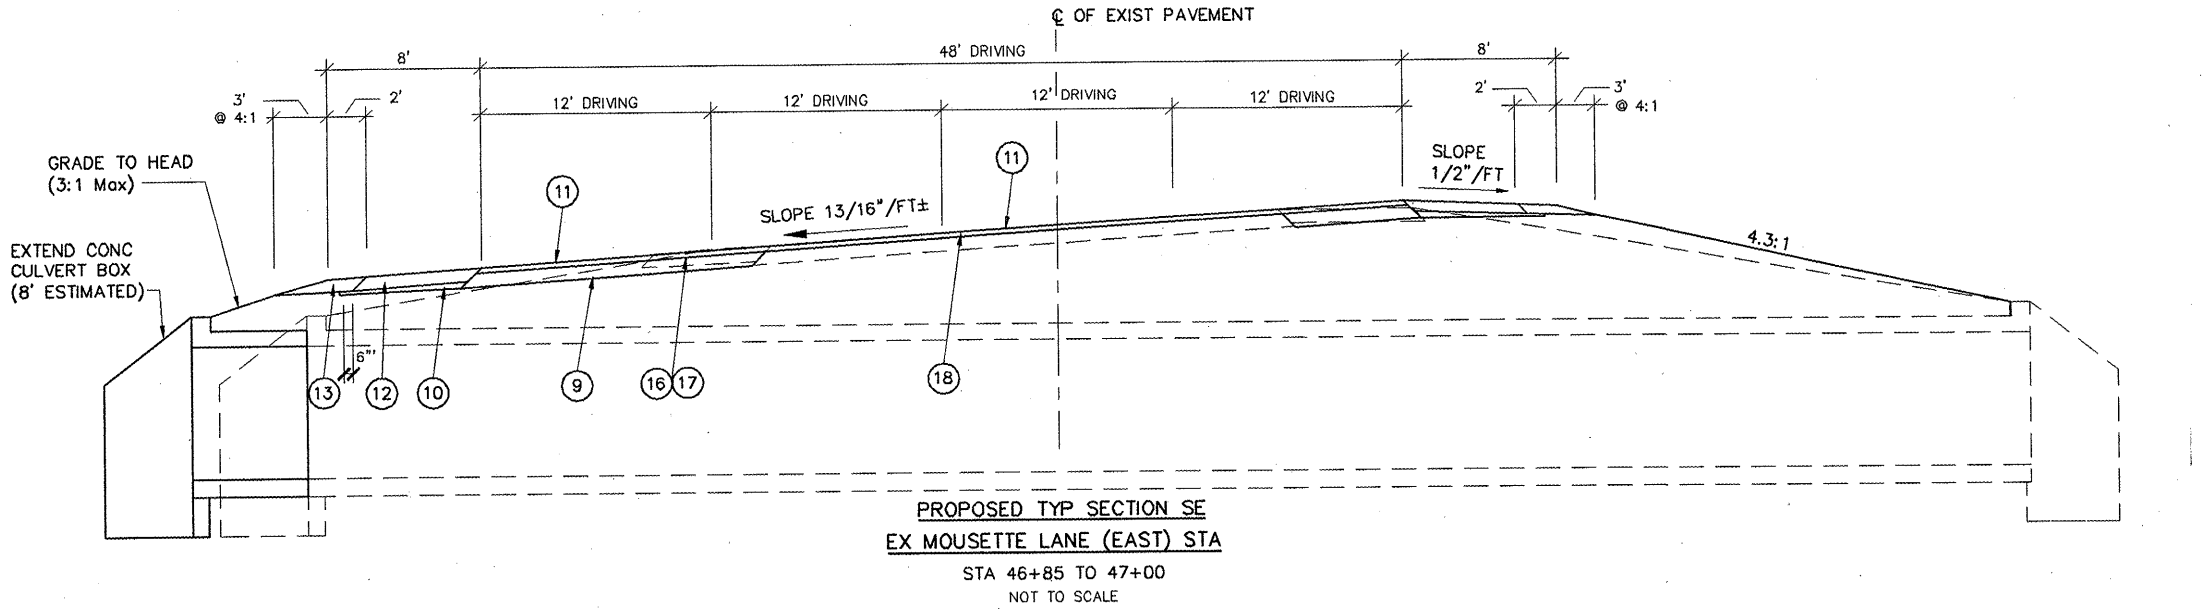 ℄ OF EXIST PAVEMENT
8'
48' DRIVING
8'
3'
@ 4:1
2'
12' DRIVING
12' DRIVING
12' DRIVING
12' DRIVING
2'
3'
@ 4:1
GRADE TO HEAD
(3:1 Max)
11
11
SLOPE
1/2"/FT
SLOPE 13/16"/FT±
EXTEND CONC
CULVERT BOX
(8' ESTIMATED)
4.3:1
6"'
13
12
10
9
16
17
18
PROPOSED TYP SECTION SE
EX MOUSETTE LANE (EAST) STA
STA 46+85 TO 47+00
NOT TO SCALE